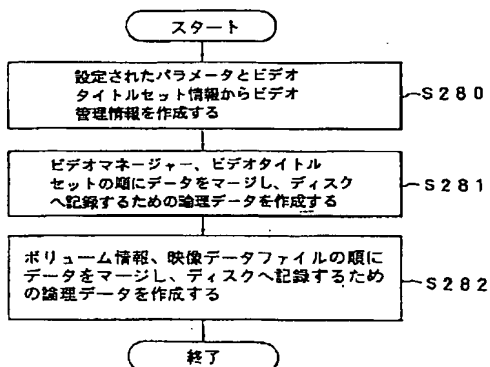 スタート
設定されたパラメータとビデオ
タイトルセット情報からビデオ
管理情報を作成する
S280
ビデオマネージャー、ビデオタイトル
セットの順にデータをマージし、ディスク
へ記録するための論理データを作成する
S281
ボリューム情報、映像データファイルの順に
データをマージし、ディスクへ記録するため
の論理データを作成する
S282
終了